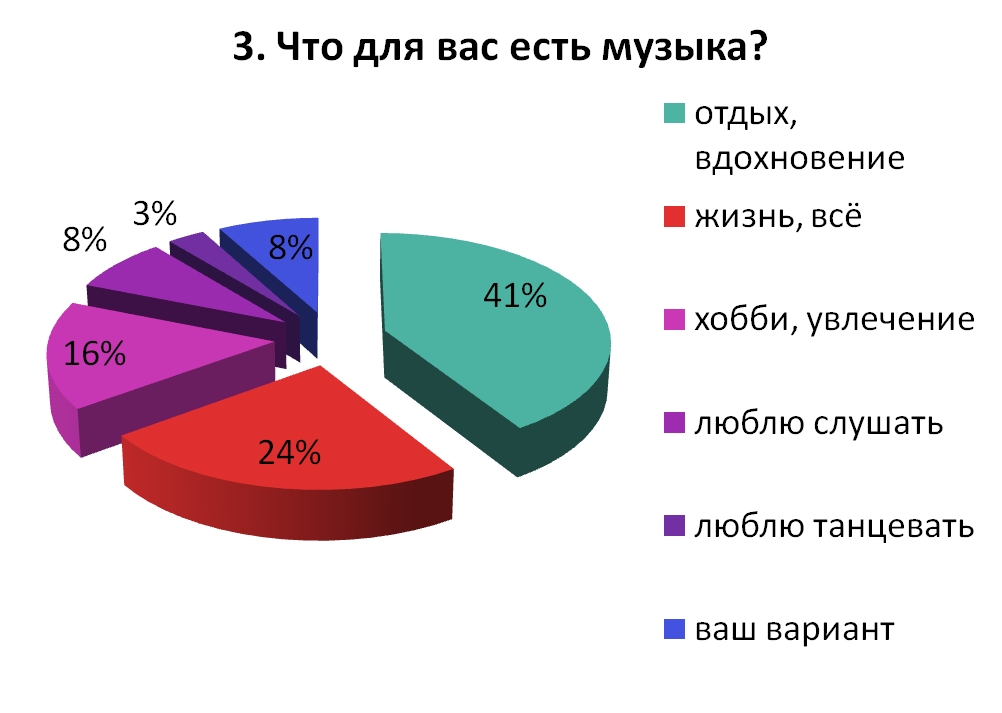 3. Что для вас есть музыка?
отдых,
вдохновение
жизнь, всё
хобби, увлечение
люблю слушать
люблю танцевать
ваш вариант
3%
8%
8%
41%
16%
24%